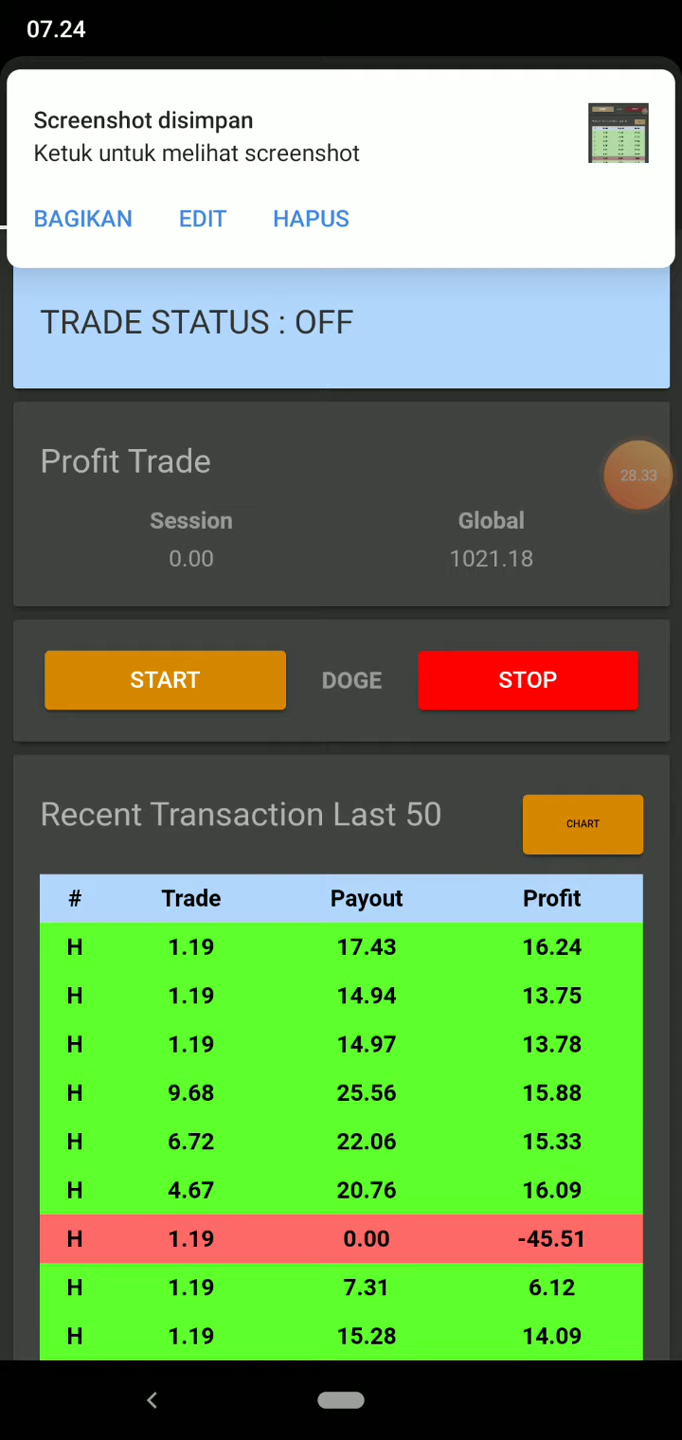 07.24
Screenshot disimpan
Ketuk untuk melihat screenshot
BAGIKAN EDIT HAPUS
TRADE STATUS : OFF
Profit Trade
28.33
Session Global
0.00 1021.18
START DOGE STOP
Recent Transaction Last 50
CHART
# Trade Payout Profit
H 1.19 17.43 16.24
H 1.19 14.94 13.75
H 1.19 14.97 13.78
H 9.68 25.56 15.88
H 6.72 22.06 15.33
H 4.67 20.76 16.09
H 1.19 0.00 -45.51
H 1.19 7.31 6.12
H 1.19 15.28 14.09